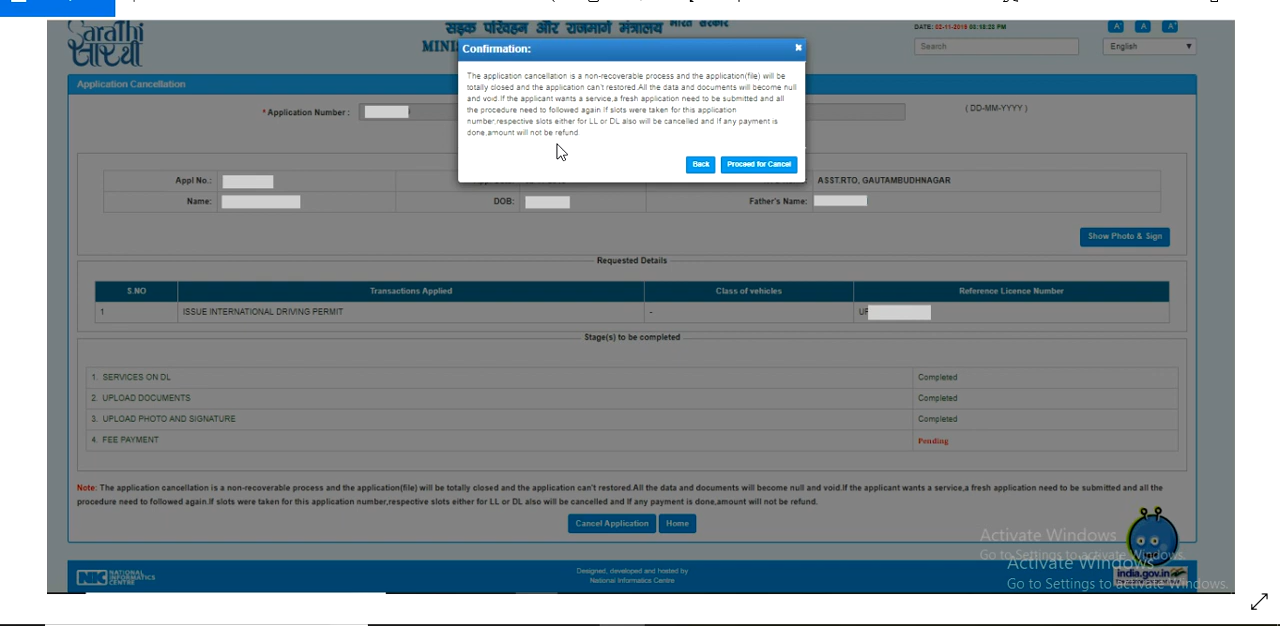 Sarathi
सारथी
सड़क परिवहन और राजमार्ग मंत्रालय भारत सरकार
MINI
DATE: 02-11-2018 05:18:22 PM
A A A
Search
English
Application Cancellation
Confirmation:
The application cancellation is a non-recoverable process and the application(file) will be
totally closed and the application can't restored.All the data and documents will become null
and void.If the applicant wants a service,a fresh application need to be submitted and all
the procedure need to followed again.If slots were taken for this application
number,respective slots either for LL or DL also will be cancelled and If any payment is
done,amount will not be refund.
Back Proceed for Cancel
* Application Number :
( DD-MM-YYYY )
Appl No.:
ASST.RTO, GAUTAMBUDHNAGAR
Name: DOB: Father's Name:
Show Photo & Sign
Requested Details
S.NO Transactions Applied Class of vehicles Reference Licence Number
1 ISSUE INTERNATIONAL DRIVING PERMIT - UP
Stage(s) to be completed
1. SERVICES ON DL Completed
2. UPLOAD DOCUMENTS Completed
3. UPLOAD PHOTO AND SIGNATURE Completed
4. FEE PAYMENT Pending
Note: The application cancellation is a non-recoverable process and the application(file) will be totally closed and the application can't restored.All the data and documents will become null and void.If the applicant wants a service,a fresh application need to be submitted and all the
procedure need to followed again.If slots were taken for this application number,respective slots either for LL or DL also will be cancelled and If any payment is done,amount will not be refund.
Cancel Application Home
Activate Windows
Go to Settings to activate Windows.
Activate Windows
Go to Settings to activate Windows.
NIC NATIONAL
INFORMATICS
CENTRE
Designed, developed and hosted by
National Informatics Centre
india.gov.in